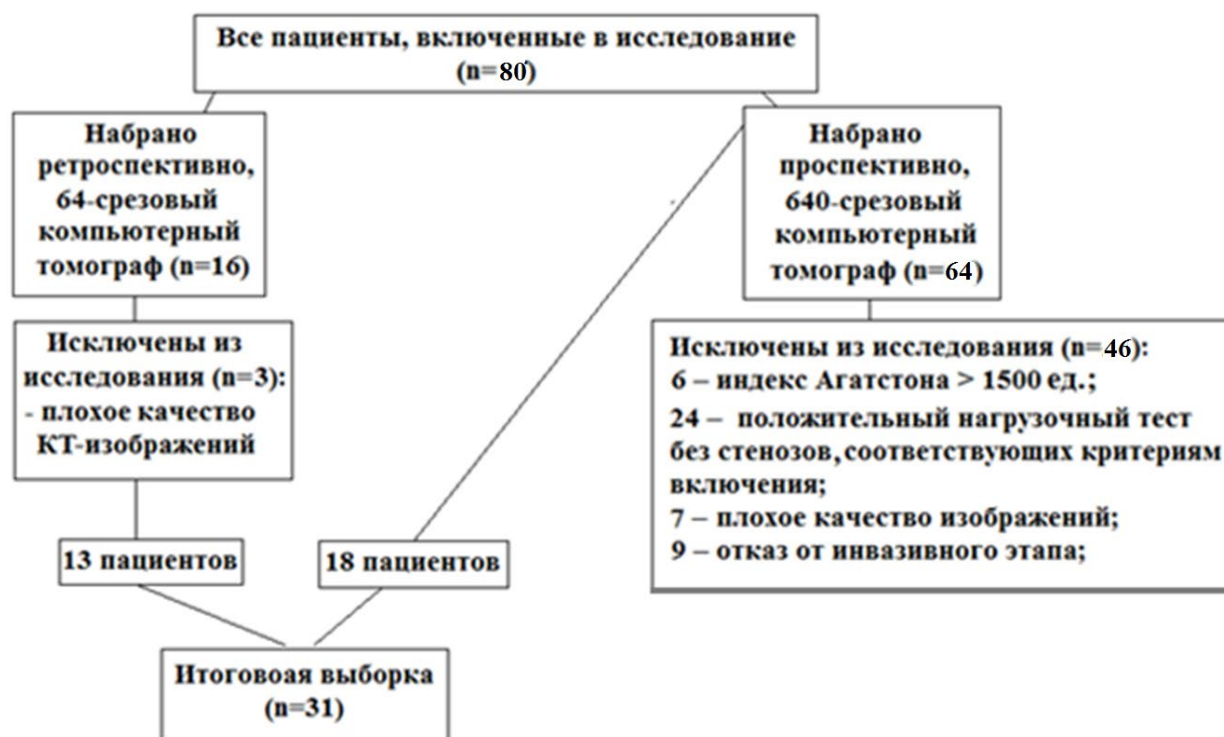 Все пациенты, включенные в исследование
(n=80)
Набрано
ретроспективно,
64-срезовый
компьютерный
томограф (n=16)
Набрано
проспективно,
640-срезовый
компьютерный
томограф (n=64)
Исключены из
исследования (n=3):
- плохое качество
КТ-изображений
Исключены из исследования (n=46):
6 – индекс Агатстона > 1500 ед.;
24 – положительный нагрузочный тест
без стенозов, соответствующих критериям
включения;
7 – плохое качество изображений;
9 – отказ от инвазивного этапа;
13 пациентов
18 пациентов
Итоговоая выборка
(n=31)